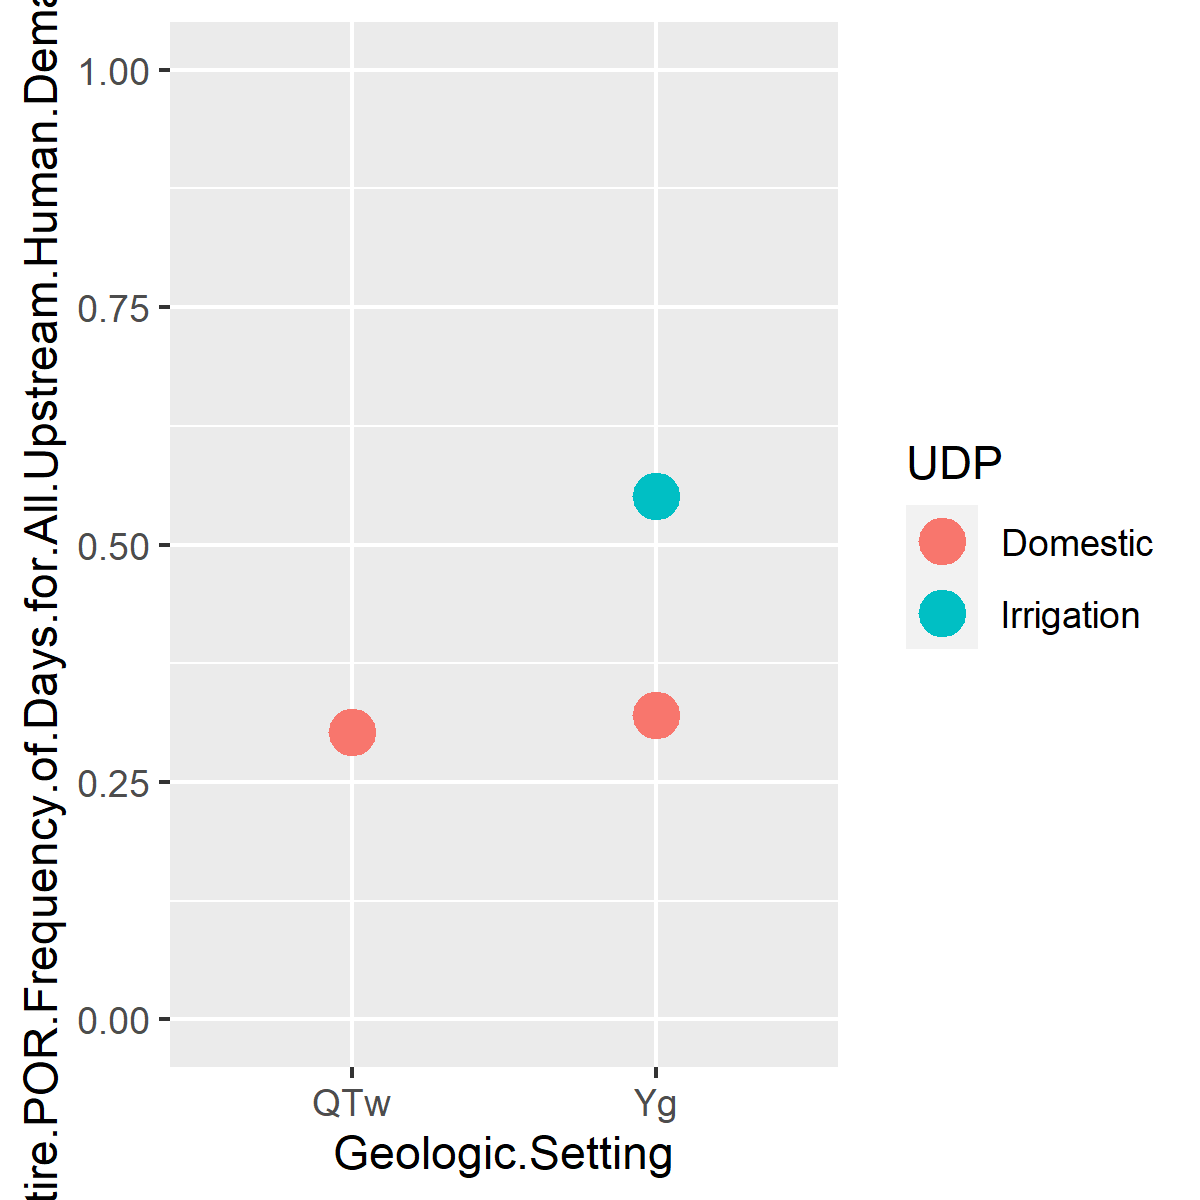 tire.POR.Frequency.of.Days.for.All.Upstream.Human.Dema
1.00
0.75
0.50
0.25
0.00
QTw Yg
Geologic.Setting
UDP
Domestic
Irrigation